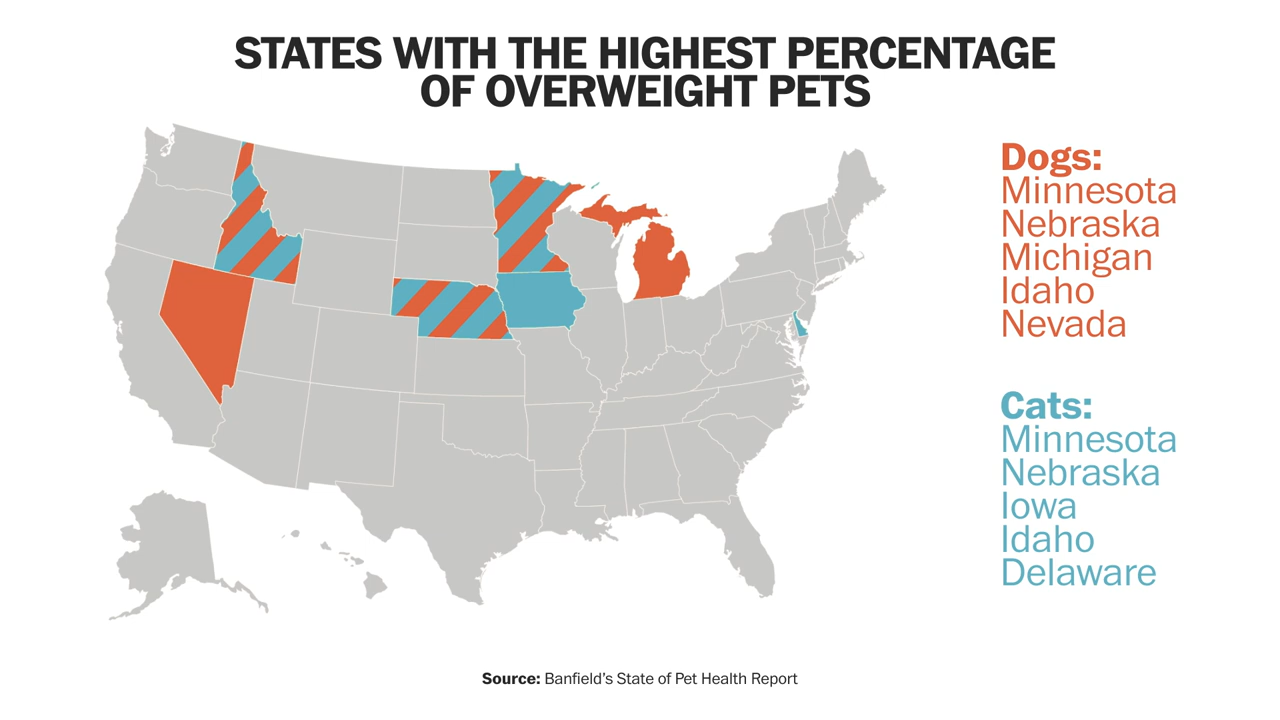 STATES WITH THE HIGHEST PERCENTAGE
OF OVERWEIGHT PETS
Dogs:
Minnesota
Nebraska
Michigan
Idaho
Nevada
Cats:
Minnesota
Nebraska
Iowa
Idaho
Delaware
Source: Banfield's State of Pet Health Report